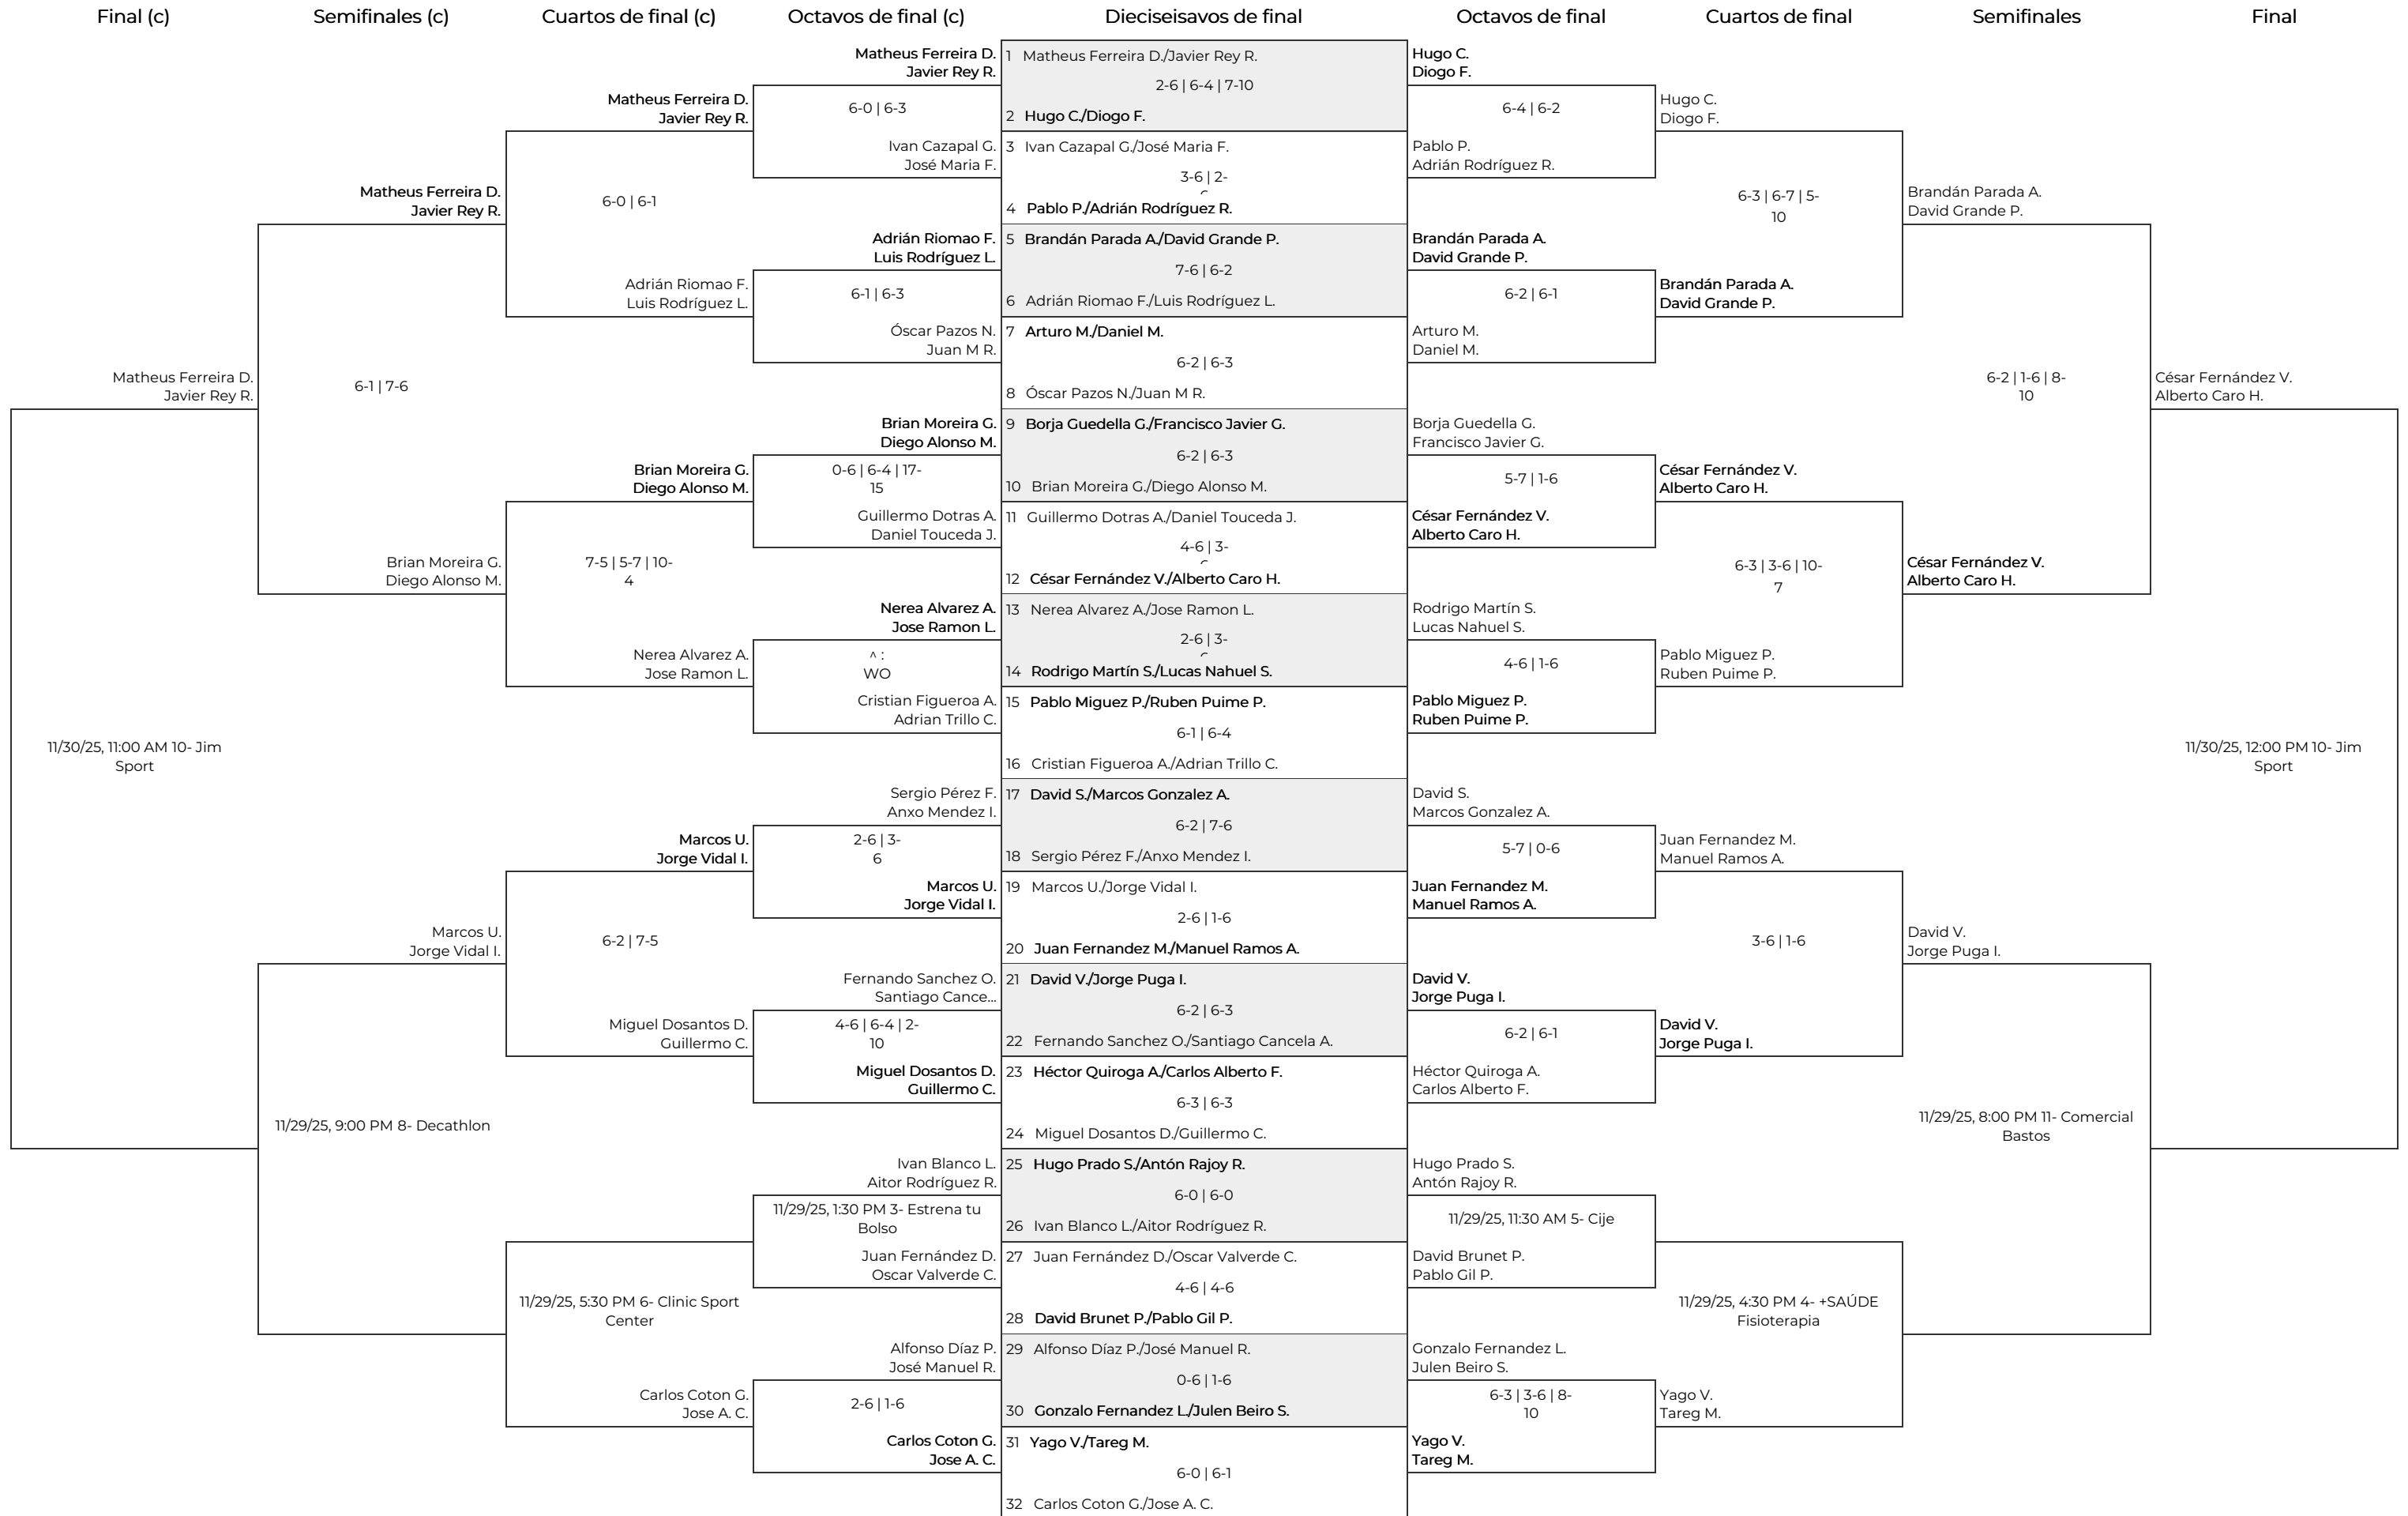 Final (c)
Semifinales (c)
Cuartos de final (c)
Octavos de final (c)
Dieciseisavos de final
Octavos de final
Cuartos de final
Semifinales
Final
Matheus Ferreira D.
Javier Rey R.
11/30/25, 11:00 AM 10- Jim
Sport
Matheus Ferreira D.
Javier Rey R.
6-1 | 7-6
Brian Moreira G.
Diego Alonso M.
Marcos U.
Jorge Vidal I.
11/29/25, 9:00 PM 8- Decathlon
Matheus Ferreira D.
Javier Rey R.
6-0 | 6-1
Adrián Riomao F.
Luis Rodríguez L.
Brian Moreira G.
Diego Alonso M.
7-5 | 5-7 | 10-
4
Nerea Alvarez A.
Jose Ramon L.
Marcos U.
Jorge Vidal I.
6-2 | 7-5
Miguel Dosantos D.
Guillermo C.
11/29/25, 5:30 PM 6- Clinic Sport
Center
Carlos Coton G.
Jose A. C.
Matheus Ferreira D.
Javier Rey R.
6-0 | 6-3
Ivan Cazapal G.
José Maria F.
Adrián Riomao F.
Luis Rodríguez L.
6-1 | 6-3
Óscar Pazos N.
Juan M R.
Brian Moreira G.
Diego Alonso M.
0-6 | 6-4 | 17-
15
Guillermo Dotras A.
Daniel Touceda J.
Nerea Alvarez A.
Jose Ramon L.
^ :
WO
Cristian Figueroa A.
Adrian Trillo C.
Sergio Pérez F.
Anxo Mendez I.
2-6 | 3-
6
Marcos U.
Jorge Vidal I.
Fernando Sanchez O.
Santiago Cance...
4-6 | 6-4 | 2-
10
Miguel Dosantos D.
Guillermo C.
Ivan Blanco L.
Aitor Rodríguez R.
11/29/25, 1:30 PM 3- Estrena tu
Bolso
Juan Fernández D.
Oscar Valverde C.
Alfonso Díaz P.
José Manuel R.
2-6 | 1-6
Carlos Coton G.
Jose A. C.
1 Matheus Ferreira D./Javier Rey R.
2-6 | 6-4 | 7-10
2 Hugo C./Diogo F.
3 Ivan Cazapal G./José Maria F.
3-6 | 2-
4 Pablo P./Adrián Rodríguez R.
5 Brandán Parada A./David Grande P.
7-6 | 6-2
6 Adrián Riomao F./Luis Rodríguez L.
7 Arturo M./Daniel M.
6-2 | 6-3
8 Óscar Pazos N./Juan M R.
9 Borja Guedella G./Francisco Javier G.
6-2 | 6-3
10 Brian Moreira G./Diego Alonso M.
11 Guillermo Dotras A./Daniel Touceda J.
4-6 | 3-
12 César Fernández V./Alberto Caro H.
13 Nerea Alvarez A./Jose Ramon L.
2-6 | 3-
14 Rodrigo Martín S./Lucas Nahuel S.
15 Pablo Miguez P./Ruben Puime P.
6-1 | 6-4
16 Cristian Figueroa A./Adrian Trillo C.
17 David S./Marcos Gonzalez A.
6-2 | 7-6
18 Sergio Pérez F./Anxo Mendez I.
19 Marcos U./Jorge Vidal I.
2-6 | 1-6
20 Juan Fernandez M./Manuel Ramos A.
21 David V./Jorge Puga I.
6-2 | 6-3
22 Fernando Sanchez O./Santiago Cancela A.
23 Héctor Quiroga A./Carlos Alberto F.
6-3 | 6-3
24 Miguel Dosantos D./Guillermo C.
25 Hugo Prado S./Antón Rajoy R.
6-0 | 6-0
26 Ivan Blanco L./Aitor Rodríguez R.
27 Juan Fernández D./Oscar Valverde C.
4-6 | 4-6
28 David Brunet P./Pablo Gil P.
29 Alfonso Díaz P./José Manuel R.
0-6 | 1-6
30 Gonzalo Fernandez L./Julen Beiro S.
31 Yago V./Tareg M.
6-0 | 6-1
32 Carlos Coton G./Jose A. C.
Hugo C.
Diogo F.
6-4 | 6-2
Pablo P.
Adrián Rodríguez R.
Brandán Parada A.
David Grande P.
6-2 | 6-1
Arturo M.
Daniel M.
Borja Guedella G.
Francisco Javier G.
5-7 | 1-6
César Fernández V.
Alberto Caro H.
Rodrigo Martín S.
Lucas Nahuel S.
4-6 | 1-6
Pablo Miguez P.
Ruben Puime P.
David S.
Marcos Gonzalez A.
5-7 | 0-6
Juan Fernandez M.
Manuel Ramos A.
David V.
Jorge Puga I.
6-2 | 6-1
Héctor Quiroga A.
Carlos Alberto F.
Hugo Prado S.
Antón Rajoy R.
11/29/25, 11:30 AM 5- Cije
David Brunet P.
Pablo Gil P.
Gonzalo Fernandez L.
Julen Beiro S.
6-3 | 3-6 | 8-
10
Yago V.
Tareg M.
Hugo C.
Diogo F.
6-3 | 6-7 | 5-
10
Brandán Parada A.
David Grande P.
César Fernández V.
Alberto Caro H.
6-3 | 3-6 | 10-
7
Pablo Miguez P.
Ruben Puime P.
Juan Fernandez M.
Manuel Ramos A.
3-6 | 1-6
David V.
Jorge Puga I.
11/29/25, 4:30 PM 4- +SAÚDE
Fisioterapia
Yago V.
Tareg M.
Brandán Parada A.
David Grande P.
6-2 | 1-6 | 8-
10
César Fernández V.
Alberto Caro H.
David V.
Jorge Puga I.
11/29/25, 8:00 PM 11- Comercial
Bastos
César Fernández V.
Alberto Caro H.
11/30/25, 12:00 PM 10- Jim
Sport